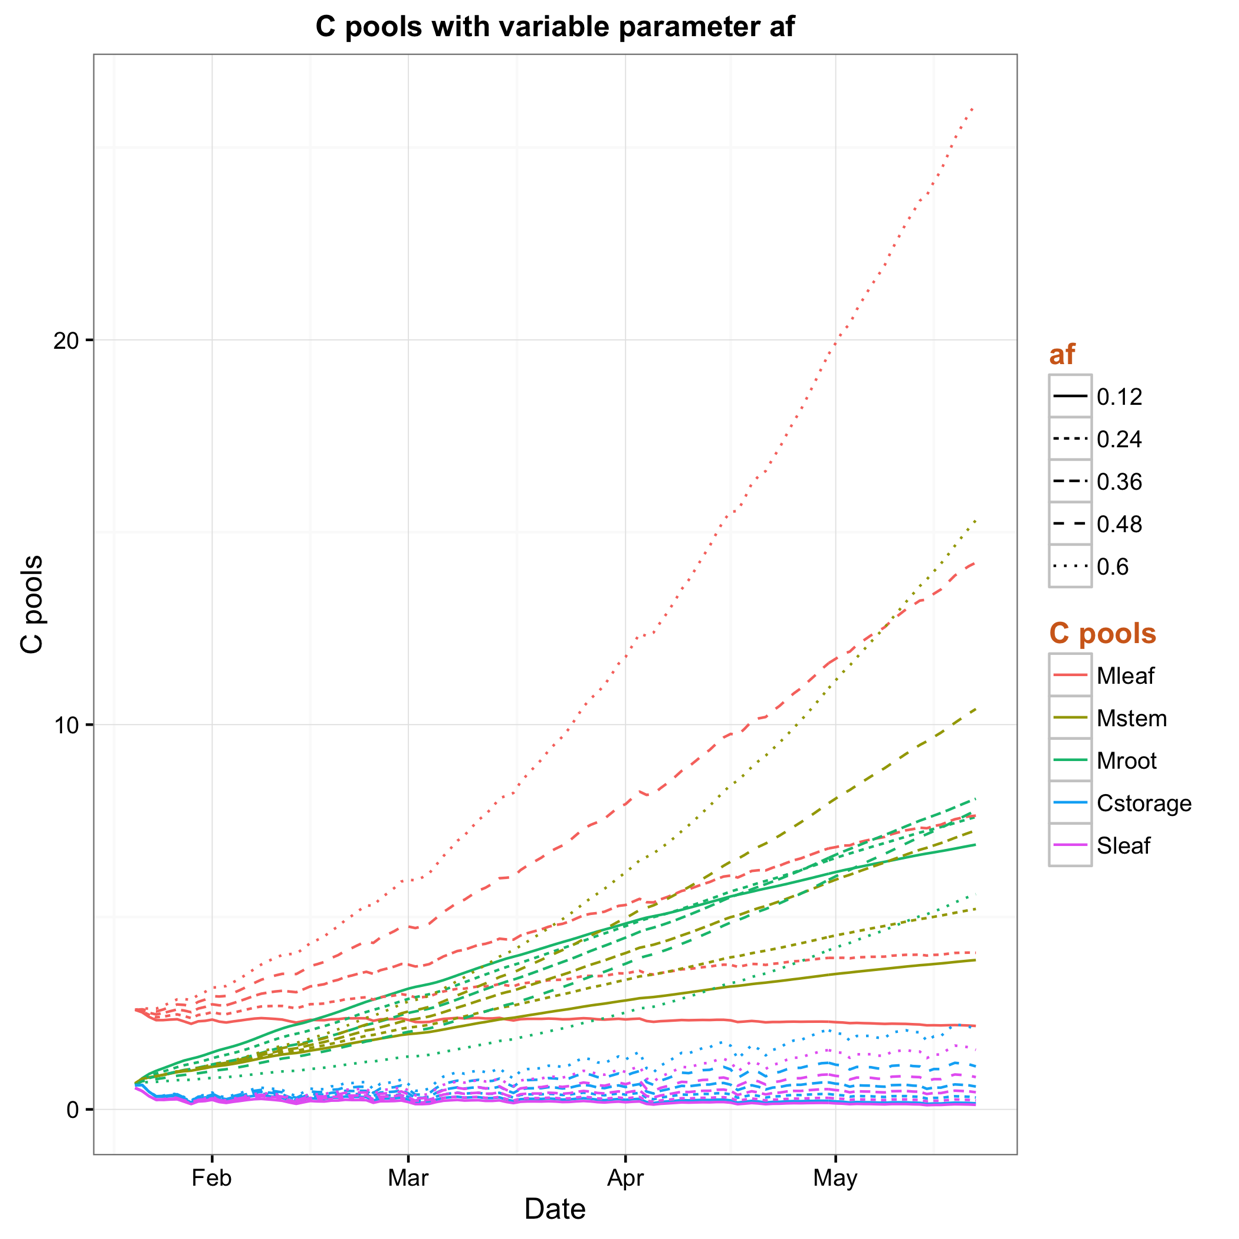 C pools with variable parameter af
C pools
20
10
0
Feb
Mar
Apr
May
Date
af
0.12
0.24
0.36
0.48
0.6
C pools
Mleaf
Mstem
Mroot
Cstorage
Sleaf